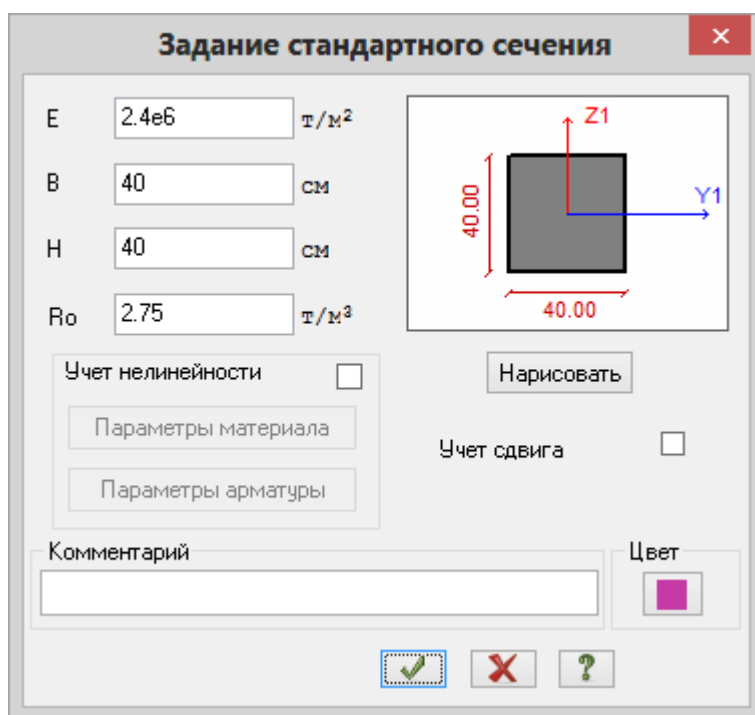 Задание стандартного сечения
E 2.4e6 т/м²
B 40 см
H 40 см
Ro 2.75 т/м³
Z1
Y1
40.00
40.00
Учет нелинейности
Параметры материала
Параметры арматуры
Нарисовать
Учет сдвига
Комментарий
Цвет